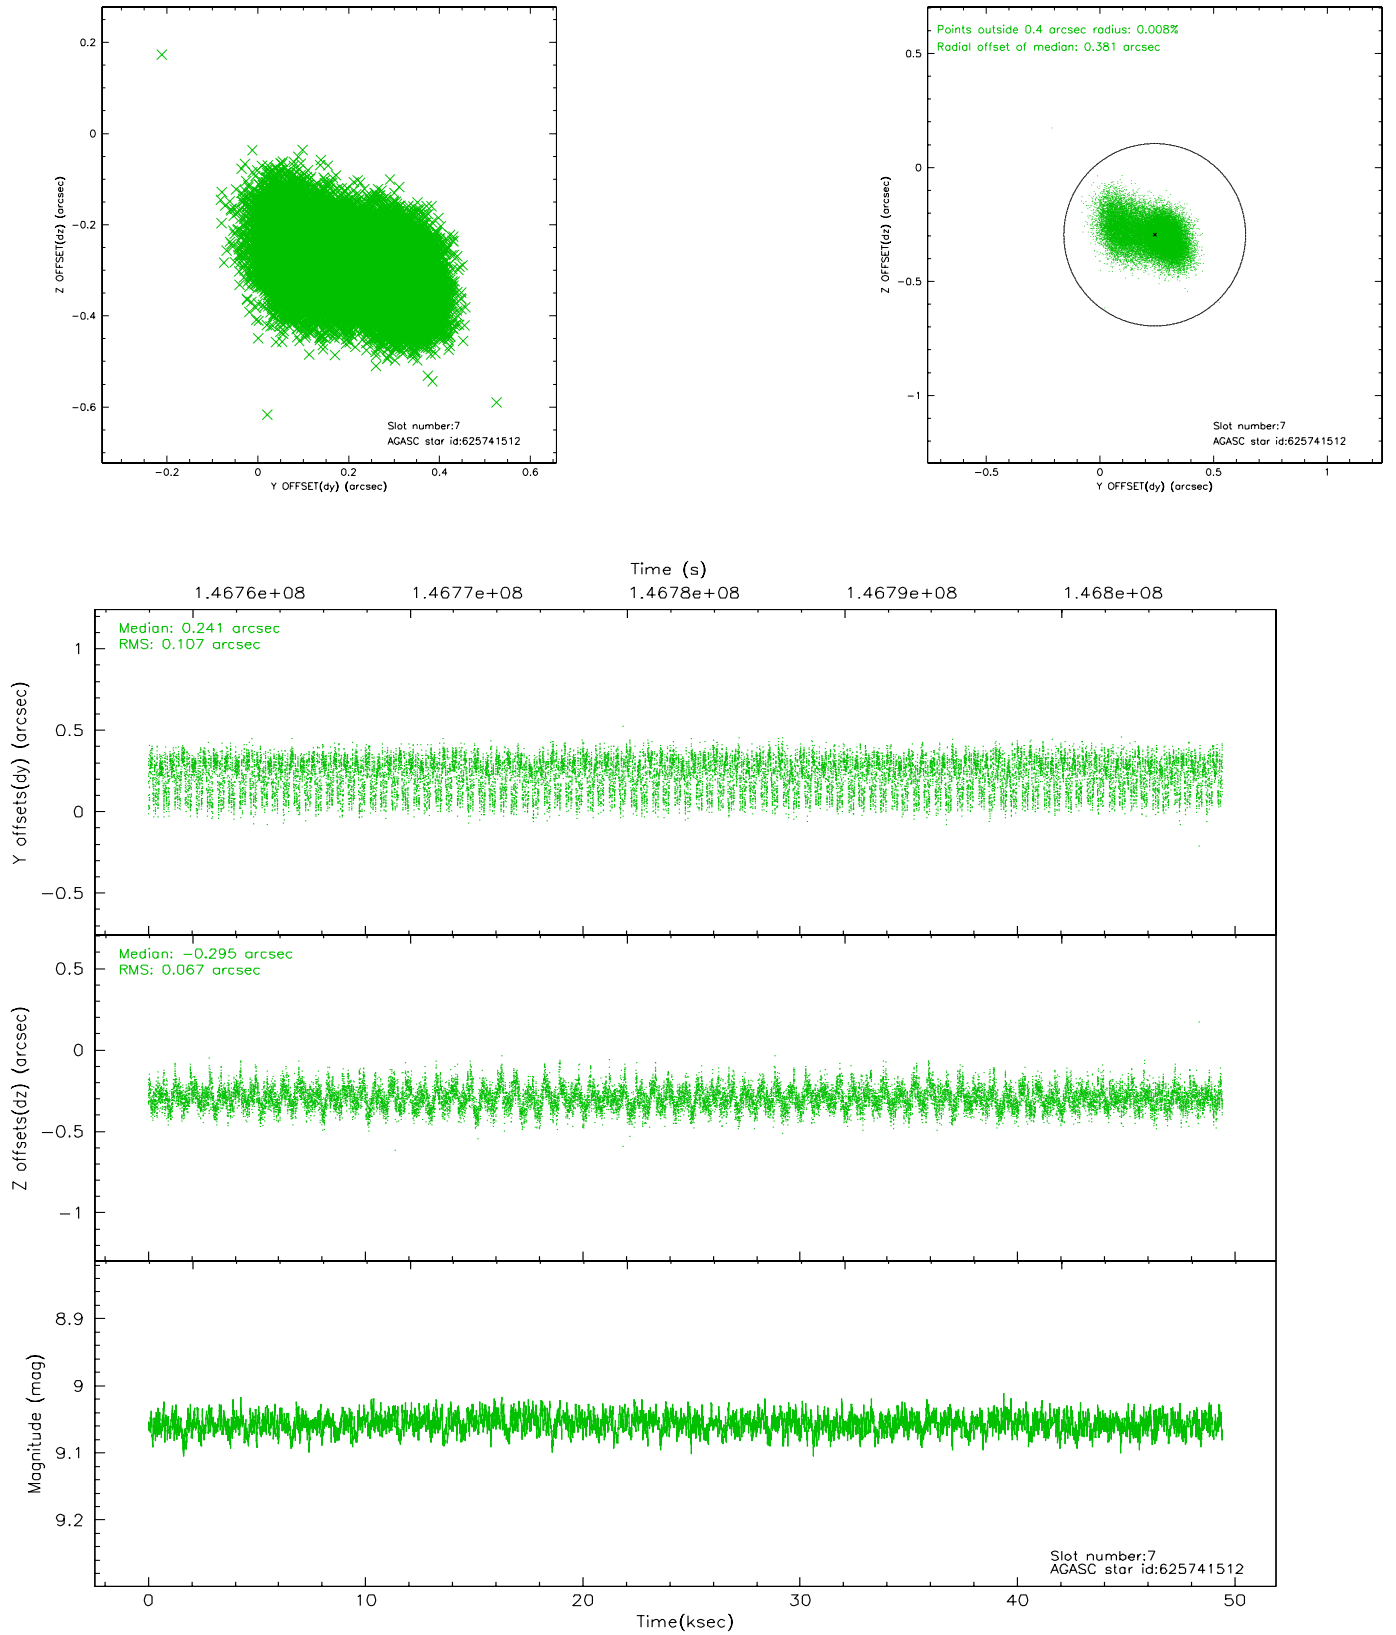 0.2
0
−0.2
−0.4
−0.6
Z OFFSET(dz) (arcsec)
Slot number:7
AGASC star id:625741512
−0.2 0 0.2 0.4 0.6
Y OFFSET(dy) (arcsec)
Points outside 0.4 arcsec radius: 0.008%
Radial offset of median: 0.381 arcsec
0.5
0
−0.5
−1
Z OFFSET(dz) (arcsec)
Slot number:7
AGASC star id:625741512
−0.5 0 0.5 1
Y OFFSET(dy) (arcsec)
Time (s)
1.4676e+08 1.4677e+08 1.4678e+08 1.4679e+08 1.468e+08
Median: 0.241 arcsec
RMS: 0.107 arcsec
1
0.5
0
−0.5
Y offsets(dy) (arcsec)
Median: −0.295 arcsec
RMS: 0.067 arcsec
0.5
0
−0.5
−1
Z offsets(dz) (arcsec)
8.9
9
9.1
9.2
Magnitude (mag)
Slot number:7
AGASC star id:625741512
0 10 20 30 40 50
Time(ksec)